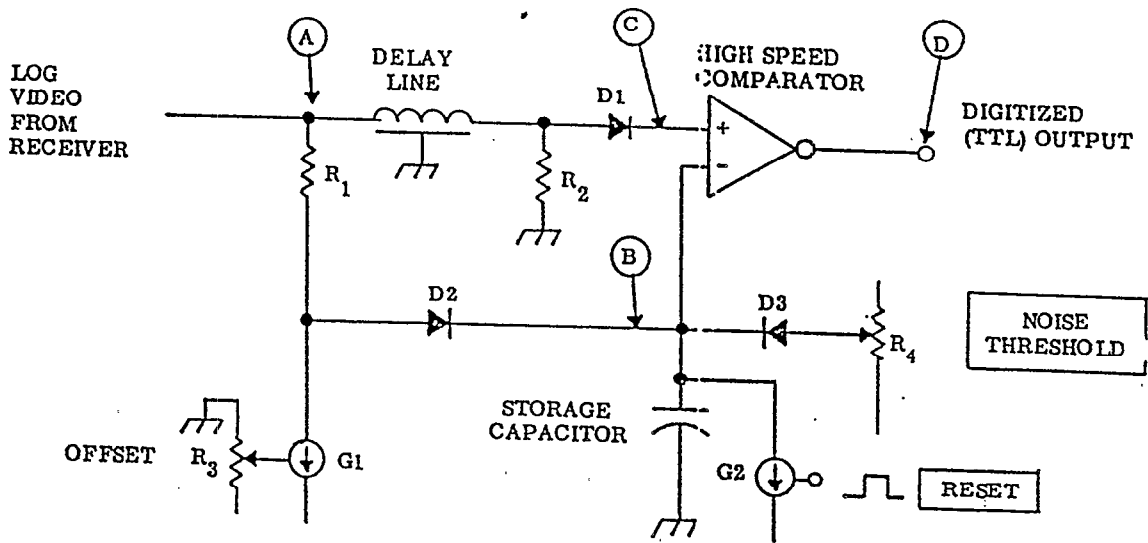 A
C
D
LOG
VIDEO
FROM
RECEIVER
DELAY
LINE
D1
HIGH SPEED
COMPARATOR
+
-
DIGITIZED
(TTL) OUTPUT
R1
R2
B
D2
D3
R4
NOISE
THRESHOLD
STORAGE
CAPACITOR
OFFSET
R3
G1
G2
RESET